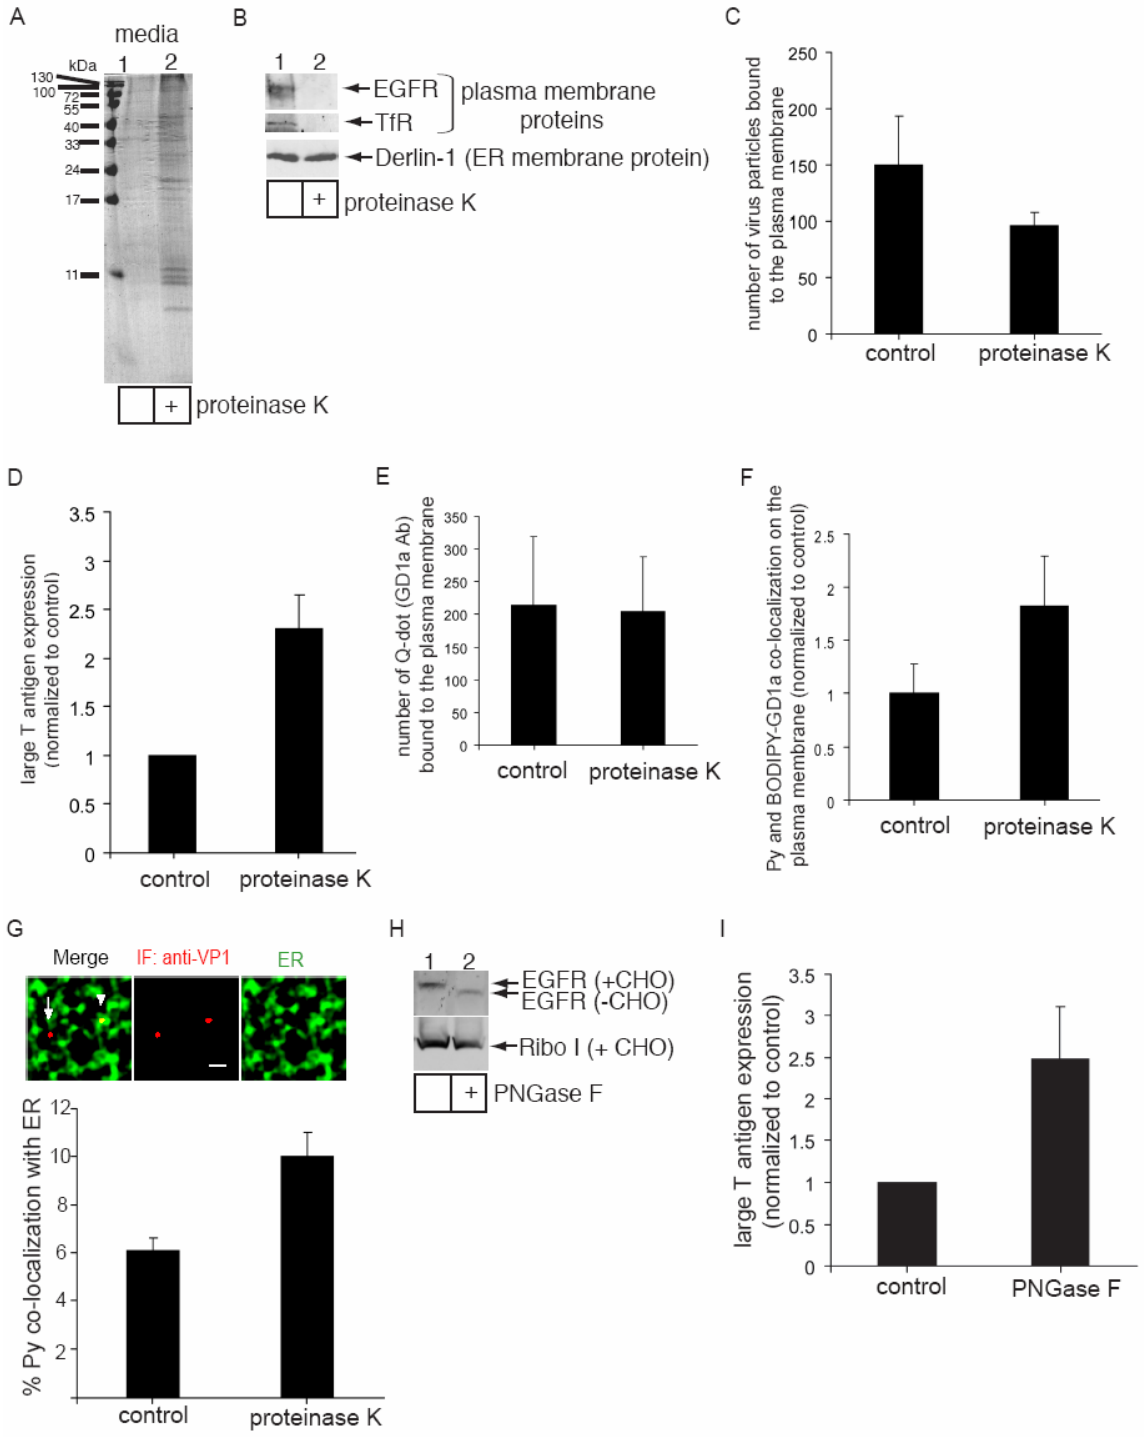 A
media
kDa
1 2
130
100
72
55
40
33
24
17
11
+ proteinase K
B
1 2
EGFR
TfR
plasma membrane
proteins
Derlin-1 (ER membrane protein)
+ proteinase K
C
number of virus particles bound
to the plasma membrane
250
200
150
100
50
0
control proteinase K
D
large T antigen expression
(normalized to control)
3.5
3
2.5
2
1.5
1
0.5
0
control proteinase K
E
number of Q-dot (GD1a Ab)
bound to the plasma membrane
350
300
250
200
150
100
50
0
control proteinase K
F
Py and BODIPY-GD1a co-localization on the
plasma membrane (normalized to control)
2.5
2
1.5
1
0.5
0
control proteinase K
G
Merge IF: anti-VP1 ER
% Py co-localization with ER
12
10
8
6
4
2
control proteinase K
H
1 2
EGFR (+CHO)
EGFR (-CHO)
Ribo I (+ CHO)
+ PNGase F
I
large T antigen expression
(normalized to control)
3.5
3
2.5
2
1.5
1
0.5
0
control PNGase F